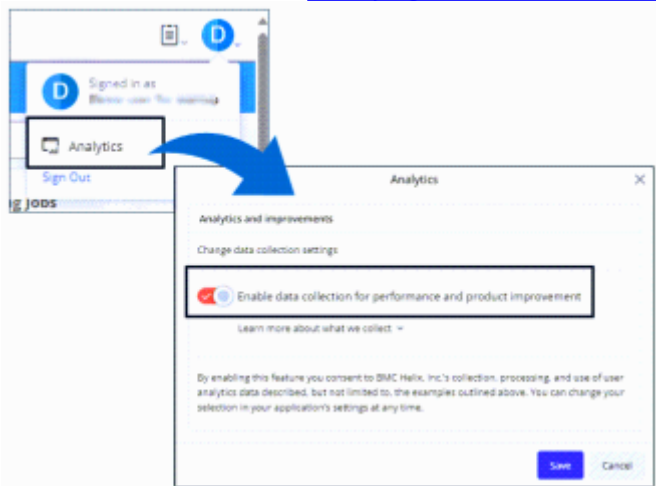 D
Signed in as
D
Analytics
Sign Out
g Jobs
Analytics
Analytics and improvements
Change data collection settings
Enable data collection for performance and product improvement
Learn more about what we collect
By enabling this feature you consent to BMC Helix, Inc.'s collection, processing, and use of user
analytics data described, but not limited to, the examples outlined above. You can change your
selection in your application's settings at any time.
Save Cancel